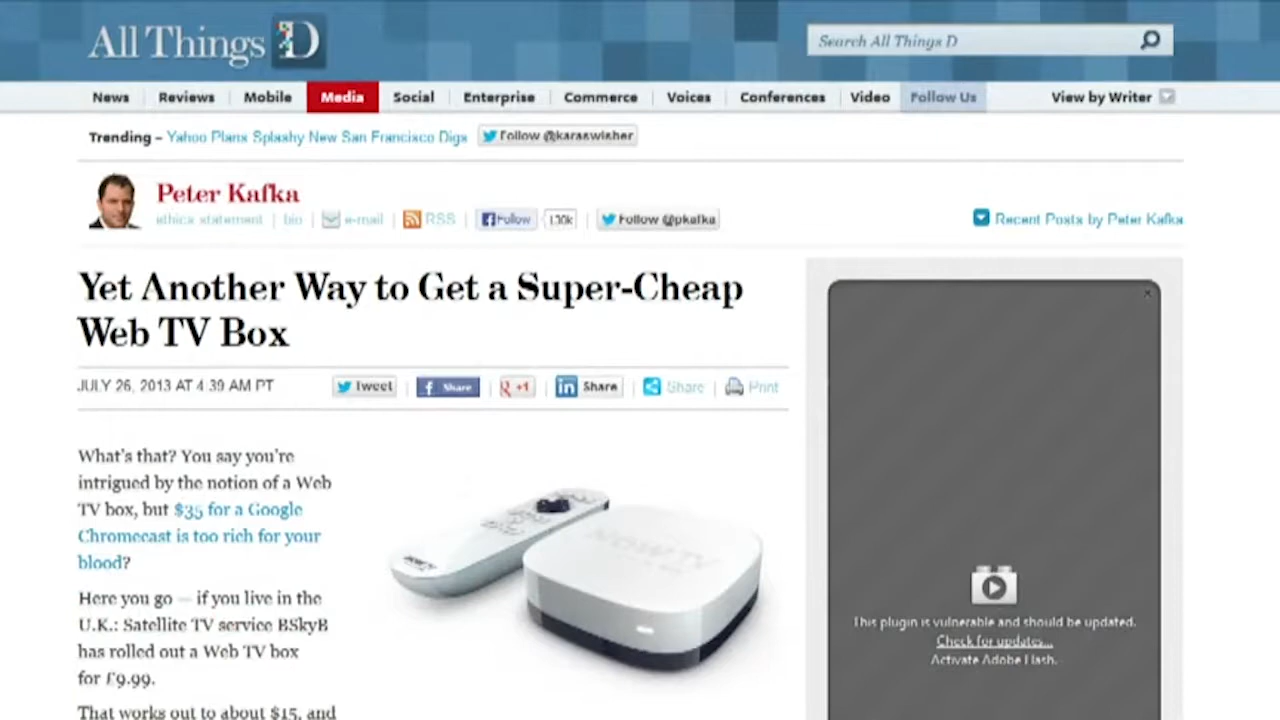 All Things D
Search All Things D
News Reviews Mobile Media Social Enterprise Commerce Voices Conferences Video Follow Us View by Writer
Trending – Yahoo Plans Splashy New San Francisco Digs Follow @karaswisher
Peter Kafka
ethics statement | bio | e-mail | RSS | Follow 130k | Follow @pkafka Recent Posts by Peter Kafka
Yet Another Way to Get a Super-Cheap
Web TV Box
JULY 26, 2013 AT 4:39 AM PT Tweet | Share | +1 | in Share | Share | Print
What's that? You say you're
intrigued by the notion of a Web
TV box, but $35 for a Google
Chromecast is too rich for your
blood?
Here you go — if you live in the
U.K.: Satellite TV service BSkyB
has rolled out a Web TV box
for £9.99.
That works out to about $15, and
NOW TV
NOW TV
This plugin is vulnerable and should be updated.
Check for updates...
Activate Adobe Flash.